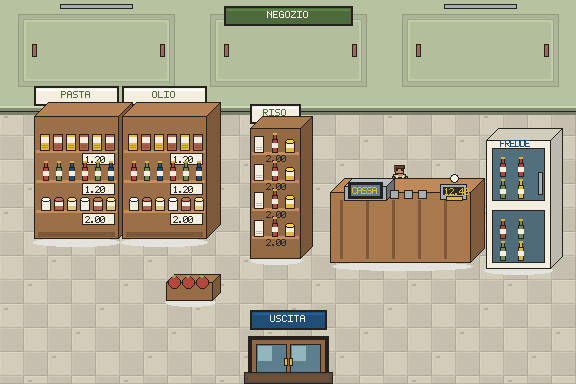 NEGOZIO
PASTA
OLIO
RISO
1.20
1.20
2.00
1.20
1.20
2.00
2.00
2.00
2.00
2.00
CASSA
12.4
FREDDE
USCITA